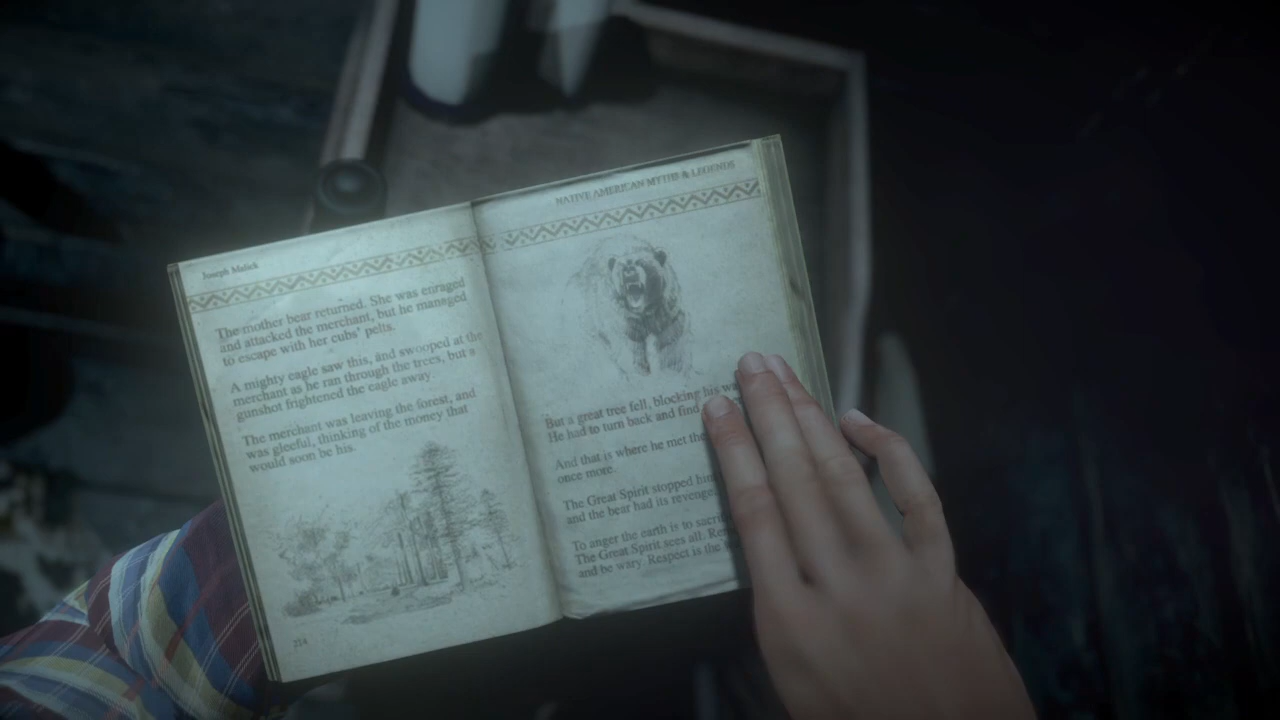 Joseph Malick
The mother bear returned. She was enraged
and attacked the merchant, but he managed
to escape with her cubs' pelts.
A mighty eagle saw this, and swooped at the
merchant as he ran through the trees, but a
gunshot frightened the eagle away.
The merchant was leaving the forest, and
was gleeful, thinking of the money that
would soon be his.
214
NATIVE AMERICAN MYTHS & LEGENDS
But a great tree fell, blocking his
He had to turn back and find
And that is where he met the
once more.
The Great Spirit stopped
and the bear had its revenge
To anger the earth is to
The Great Spirit sees all.
and be wary. Respect is the